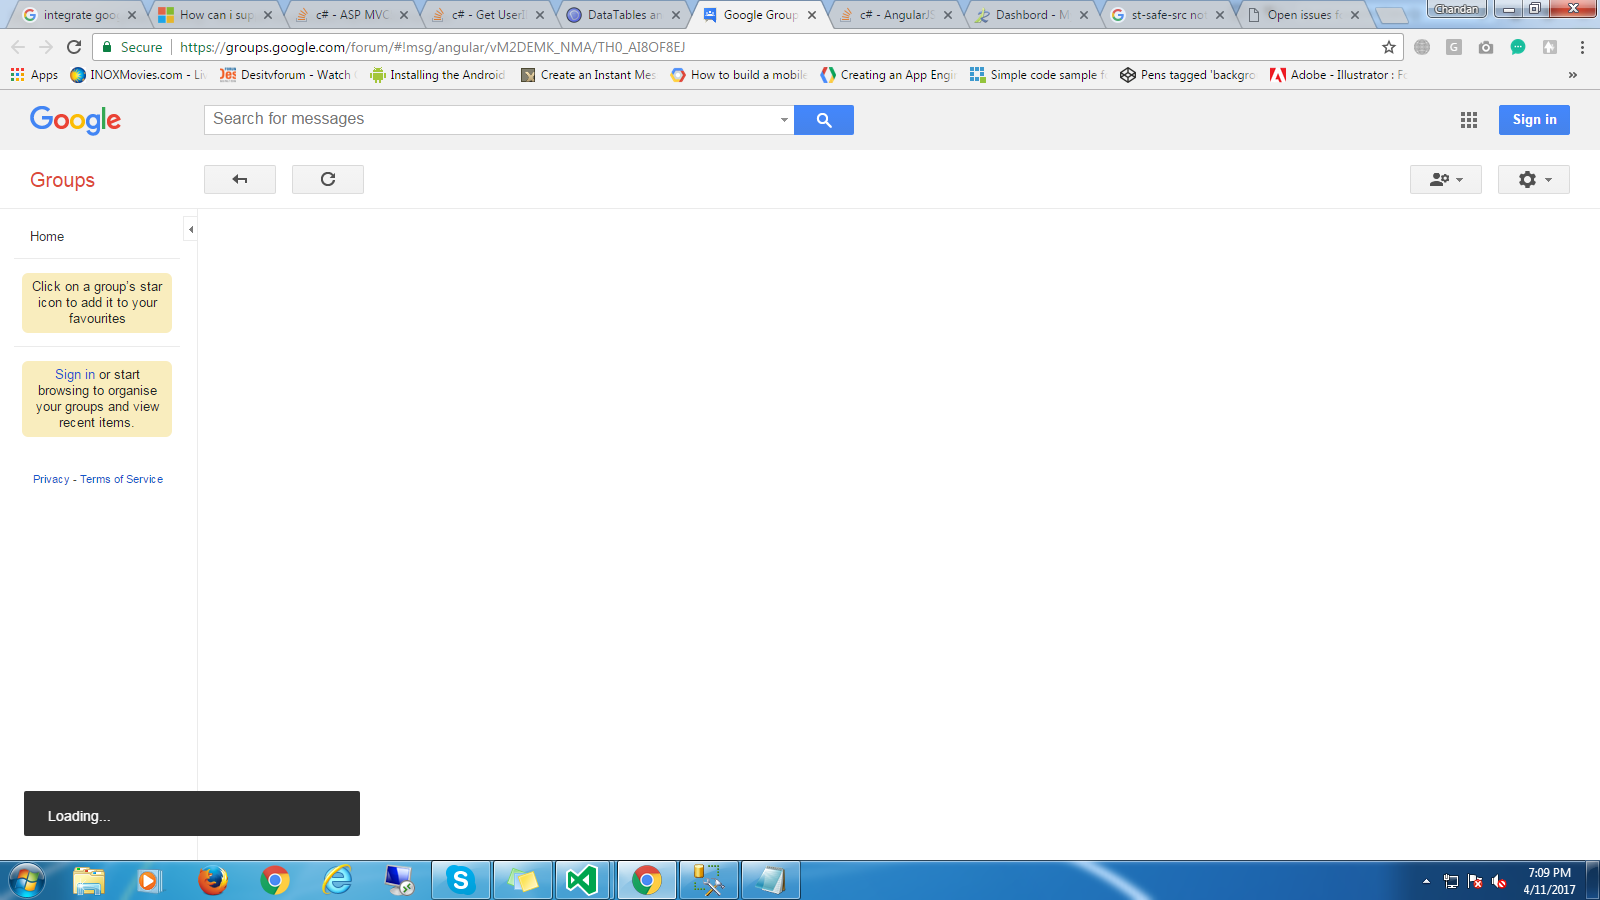 integrate goo
How can i sup
c# - ASP MVC
c# - Get UserI
DataTables an
Google Group
c# - AngularJS
Dashbord - M
st-safe-src no
Open issues f
Chandan
Secure
https://groups.google.com/forum/#!msg/angular/vM2DEMK_NMA/TH0_AI8OF8EJ
Apps
INOXMovies.com - Liv
Desitvforum - Watch
Installing the Android
Create an Instant Mes
How to build a mobile
Creating an App Engin
Simple code sample f
Pens tagged 'backgro
Adobe - Illustrator : Fo
Google
Search for messages
Sign in
Groups
Home
Click on a group's star
icon to add it to your
favourites
Sign in or start
browsing to organise
your groups and view
recent items.
Privacy - Terms of Service
Loading...
7:09 PM
4/11/2017